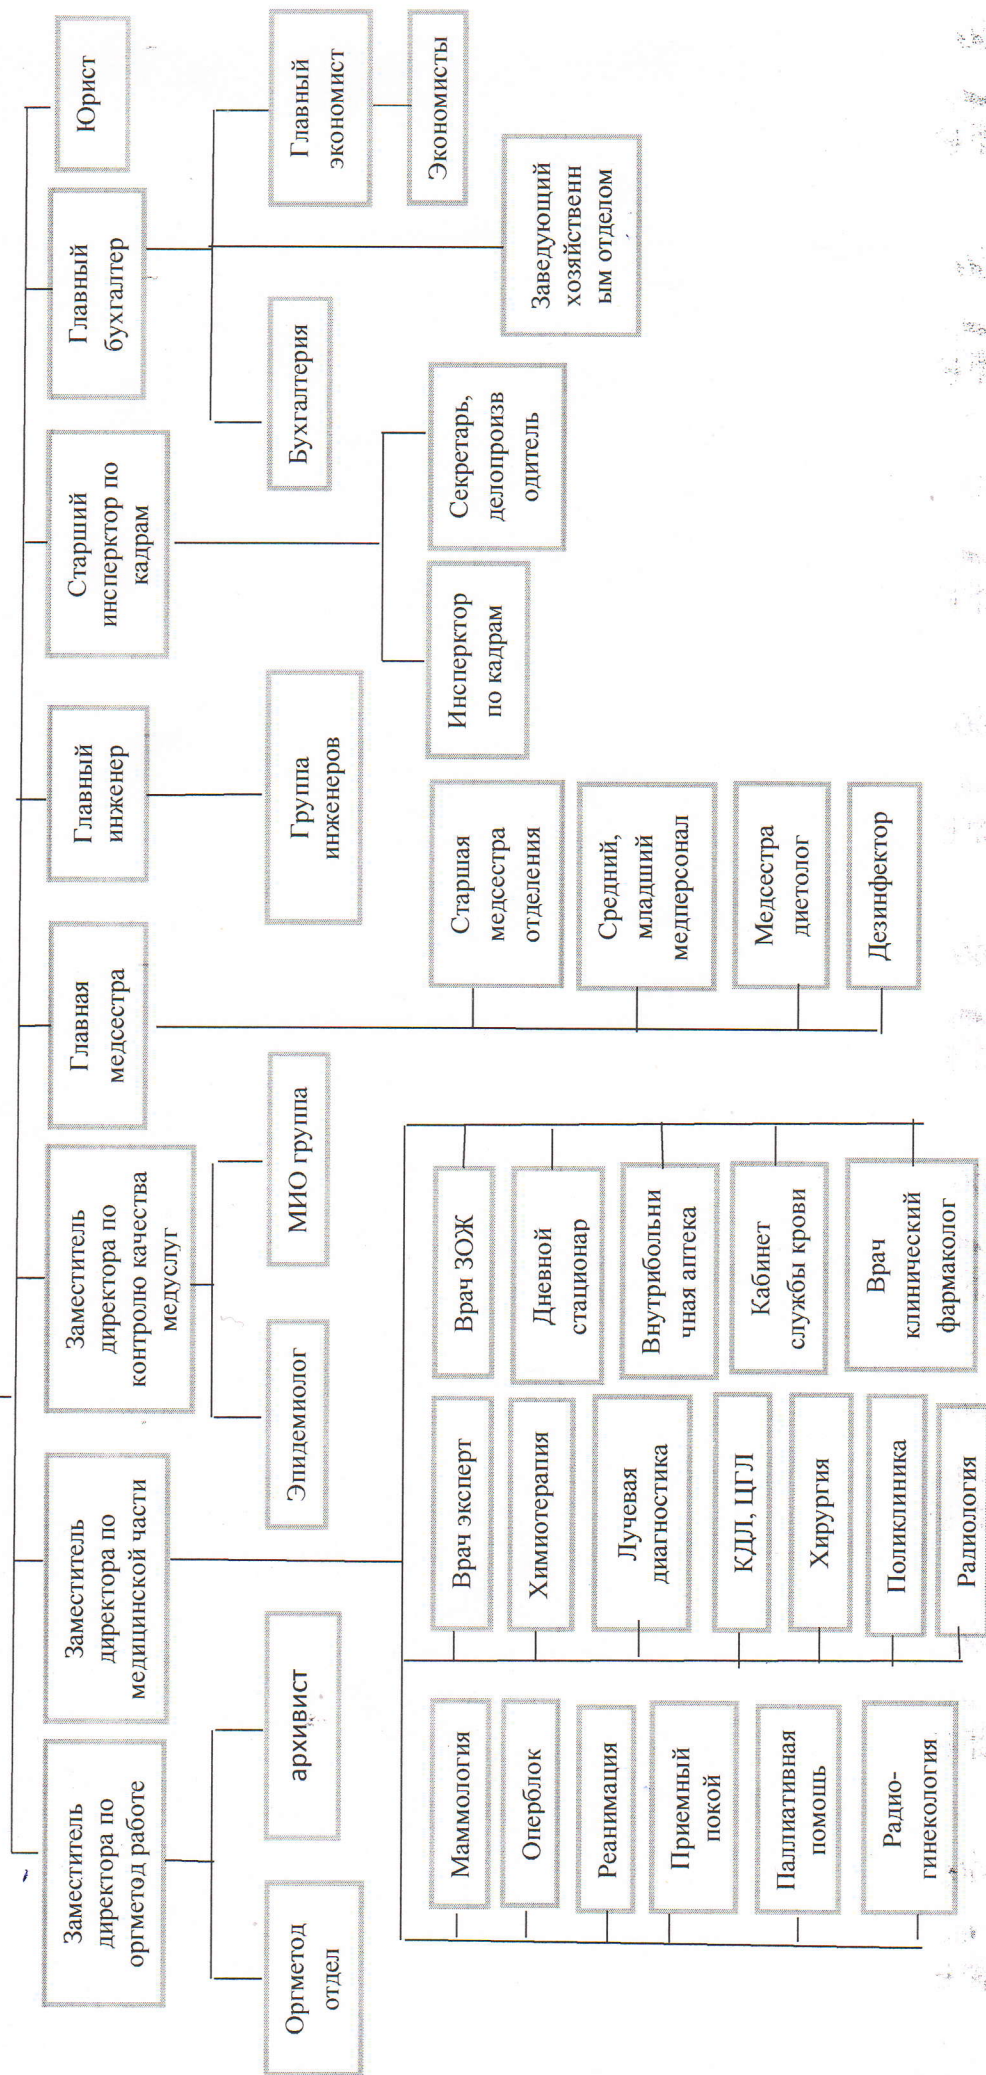 Заместитель
директора по
оргметод работе
Заместитель
директора по
медицинской части
Заместитель
директора по
контролю качества
медуслуг
Главная
медсестра
Главный
инженер
Старший
инсперктор по
кадрам
Главный
бухгалтер
Юрист
Оргметод
отдел
архивист
Эпидемиолог
МИО группа
Группа
инженеров
Бухгалтерия
Главный
экономист
Экономисты
Инсперктор
по кадрам
Секретарь,
делопроизв
одитель
Заведующий
хозяйственн
ым отделом
Старшая
медсестра
отделения
Средний,
младший
медперсонал
Медсестра
диетолог
Дезинфектор
Маммология
Оперблок
Реанимация
Приемный
покой
Паллиативная
помощь
Радио-
гинекология
Врач эксперт
Химиотерапия
Лучевая
диагностика
КДЛ, ЦГЛ
Хирургия
Поликлиника
Радиология
Врач ЗОЖ
Дневной
стационар
Внутрибольни
чная аптека
Кабинет
службы крови
Врач
клинический
фармаколог